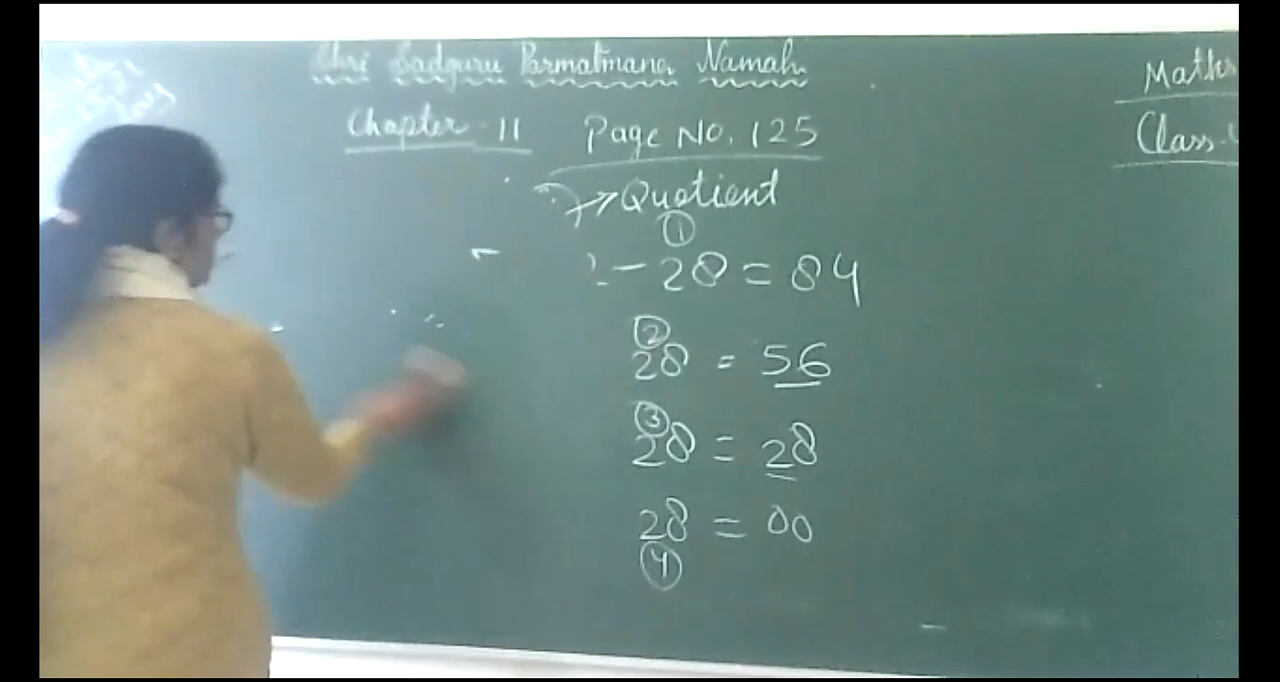 Shri Sadguru Parmatmane Namah
Maths
Chapter - 11 Page No. 125
Class-
Quotient
①
- 28 = 84
②
28 = 56
③
28 = 28
28 = 00
④